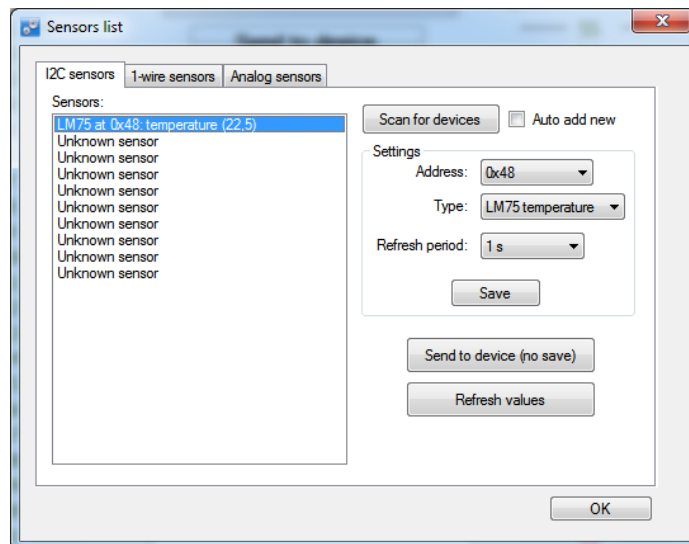 Sensors list
I2C sensors
1-wire sensors
Analog sensors
Sensors:
LM75 at 0x48: temperature (22,5)
Unknown sensor
Unknown sensor
Unknown sensor
Unknown sensor
Unknown sensor
Unknown sensor
Unknown sensor
Unknown sensor
Unknown sensor
Scan for devices
Auto add new
Settings
Address: 0x48
Type: LM75 temperature
Refresh period: 1 s
Save
Send to device (no save)
Refresh values
OK